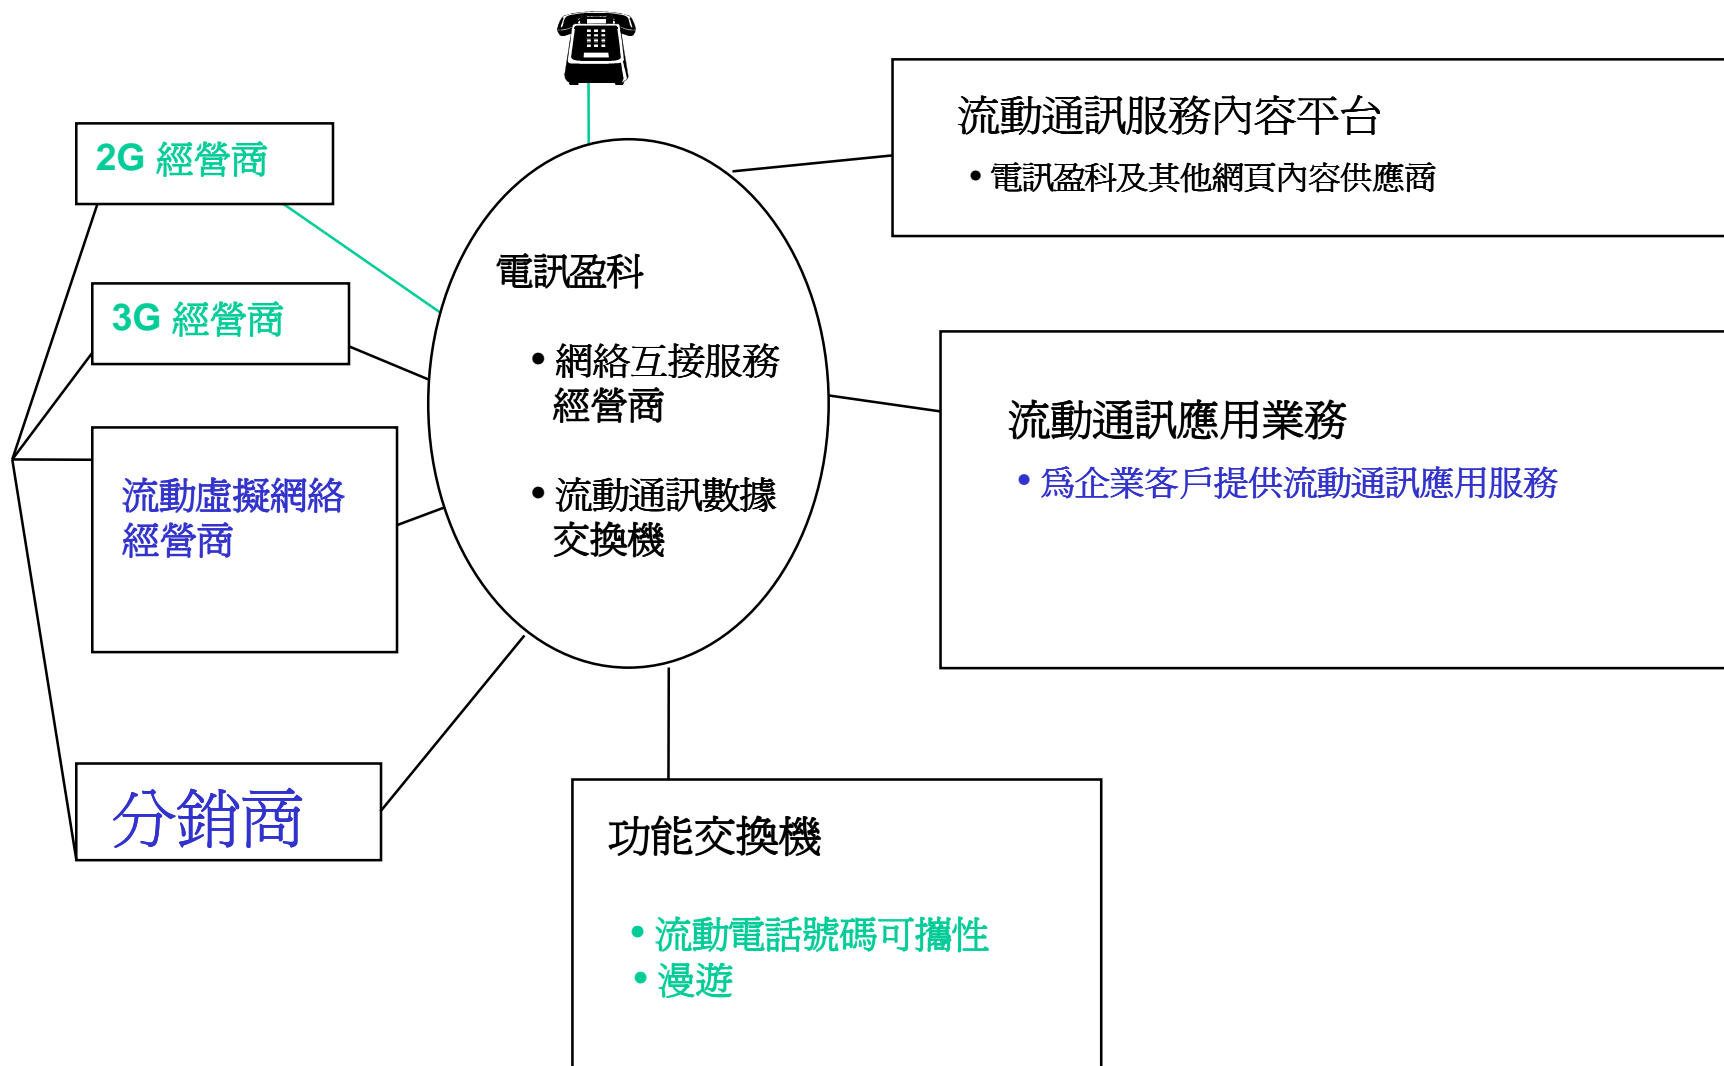 2G 經營商
3G 經營商
流動虛擬網絡
經營商
分銷商
電訊盈科
• 網絡互接服務
經營商
• 流動通訊數據
交換機
流動通訊服務內容平台
• 電訊盈科及其他網頁內容供應商
流動通訊應用業務
• 爲企業客戶提供流動通訊應用服務
功能交換機
• 流動電話號碼可攜性
• 漫遊